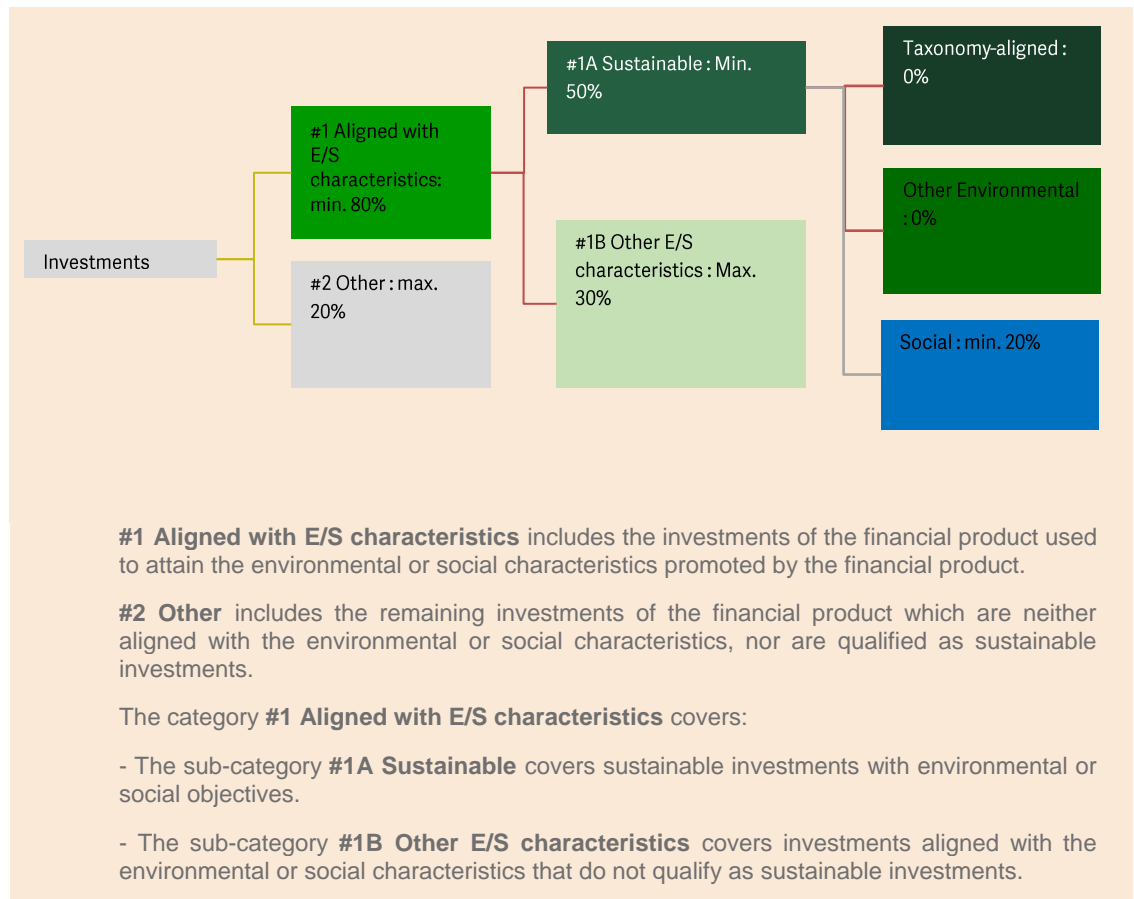 Investments
#1 Aligned with
E/S
characteristics:
min. 80%
#2 Other : max.
20%
#1A Sustainable : Min.
50%
#1B Other E/S
characteristics : Max.
30%
Taxonomy-aligned :
0%
Other Environmental
: 0%
Social : min. 20%
#1 Aligned with E/S characteristics includes the investments of the financial product used
to attain the environmental or social characteristics promoted by the financial product.
#2 Other includes the remaining investments of the financial product which are neither
aligned with the environmental or social characteristics, nor are qualified as sustainable
investments.
The category #1 Aligned with E/S characteristics covers:
- The sub-category #1A Sustainable covers sustainable investments with environmental or
social objectives.
- The sub-category #1B Other E/S characteristics covers investments aligned with the
environmental or social characteristics that do not qualify as sustainable investments.